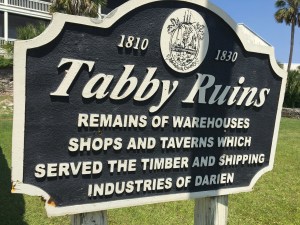 1810 1830
Tabby Ruins
REMAINS OF WAREHOUSES
SHOPS AND TAVERNS WHICH
SERVED THE TIMBER AND SHIPPING
INDUSTRIES OF DARIEN